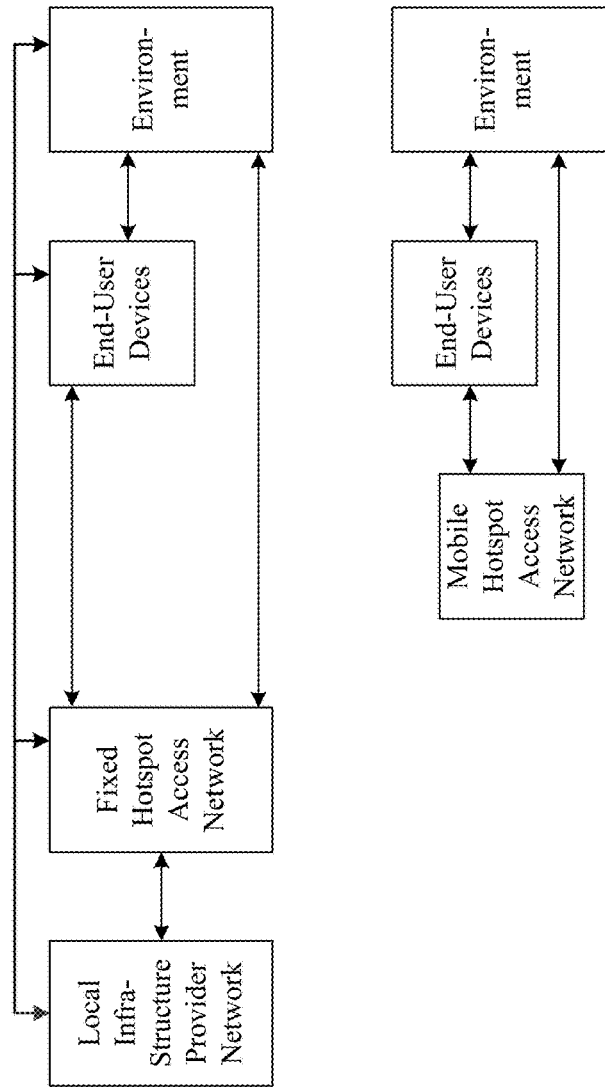 Local
Infra-
Structure
Provider
Network
Fixed
Hotspot
Access
Network
End-User
Devices
Environ-
ment
Mobile
Hotspot
Access
Network
End-User
Devices
Environ-
ment